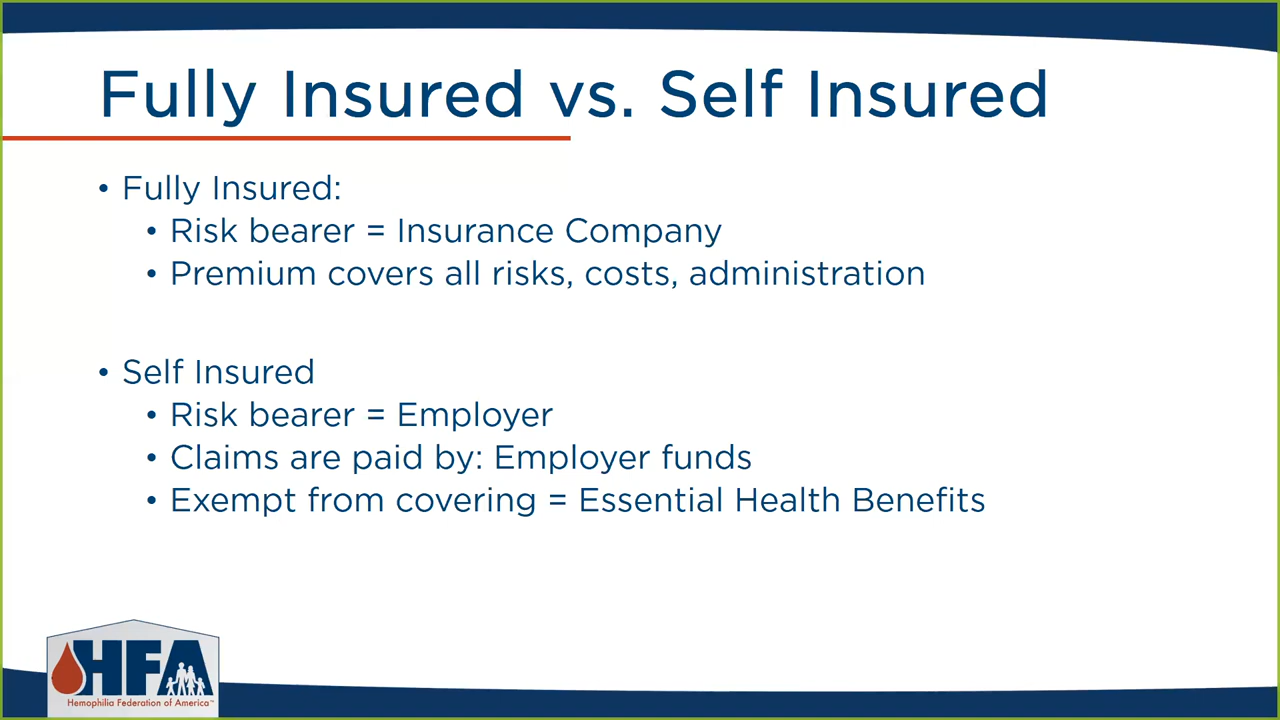 Fully Insured vs. Self Insured
• Fully Insured:
• Risk bearer = Insurance Company
• Premium covers all risks, costs, administration
• Self Insured
• Risk bearer = Employer
• Claims are paid by: Employer funds
• Exempt from covering = Essential Health Benefits
HFA
Hemophilia Federation of America™